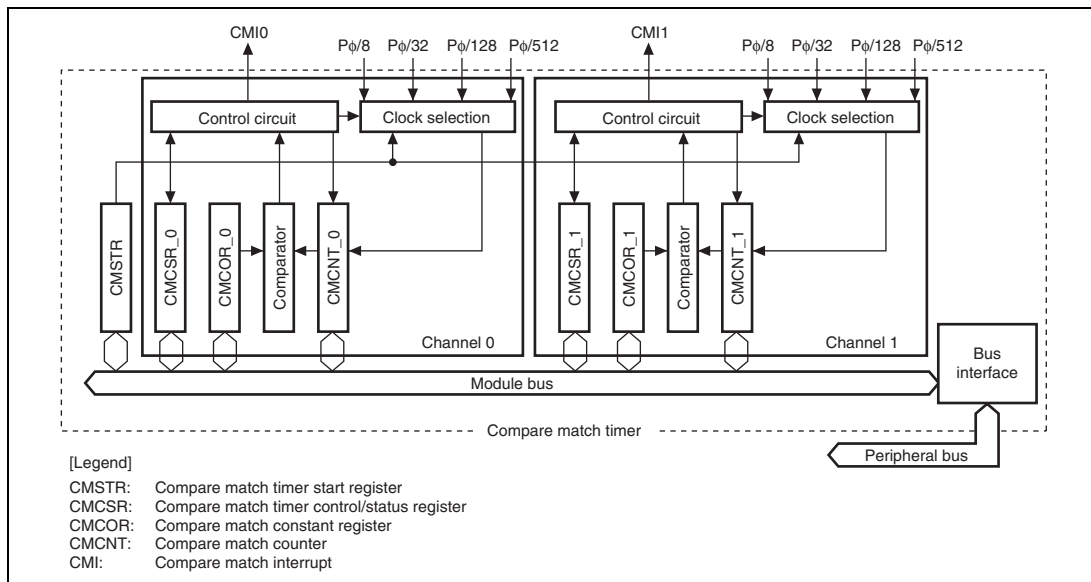 CMI0 Pϕ/8 Pϕ/32 Pϕ/128 Pϕ/512 CMI1 Pϕ/8 Pϕ/32 Pϕ/128 Pϕ/512
Control circuit Clock selection Control circuit Clock selection
CMSTR
CMCSR_0
CMCOR_0
Comparator
CMCNT_0
CMCSR_1
CMCOR_1
Comparator
CMCNT_1
Channel 0
Channel 1
Bus
interface
Module bus
Compare match timer
Peripheral bus
[Legend]
CMSTR: Compare match timer start register
CMCSR: Compare match timer control/status register
CMCOR: Compare match constant register
CMCNT: Compare match counter
CMI: Compare match interrupt